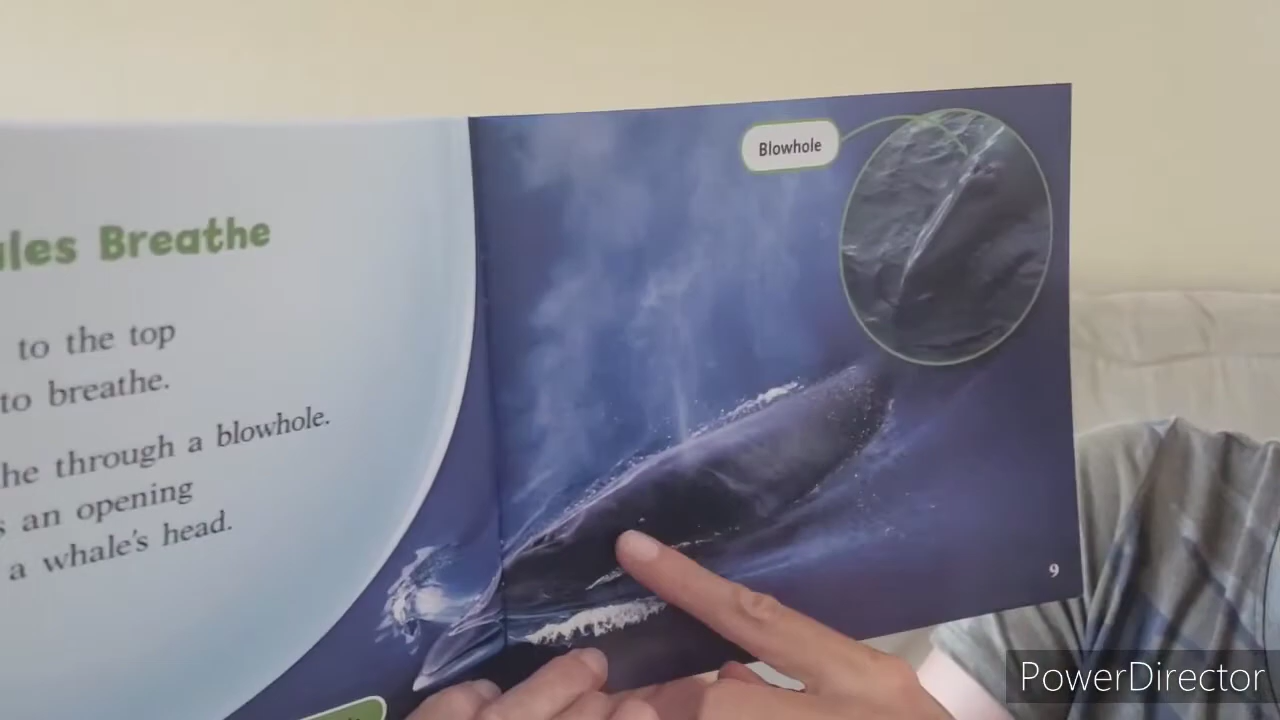 ales Breathe
to the top
to breathe.
he through a blowhole.
s an opening
a whale's head.
Blowhole
9
PowerDirector